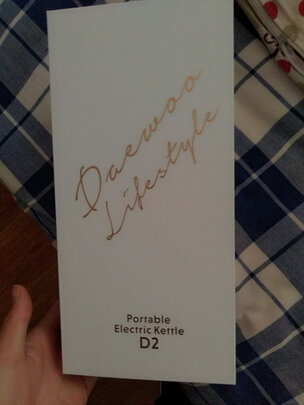 Daewoo
Lifestyle
Portable
Electric Kettle
D2